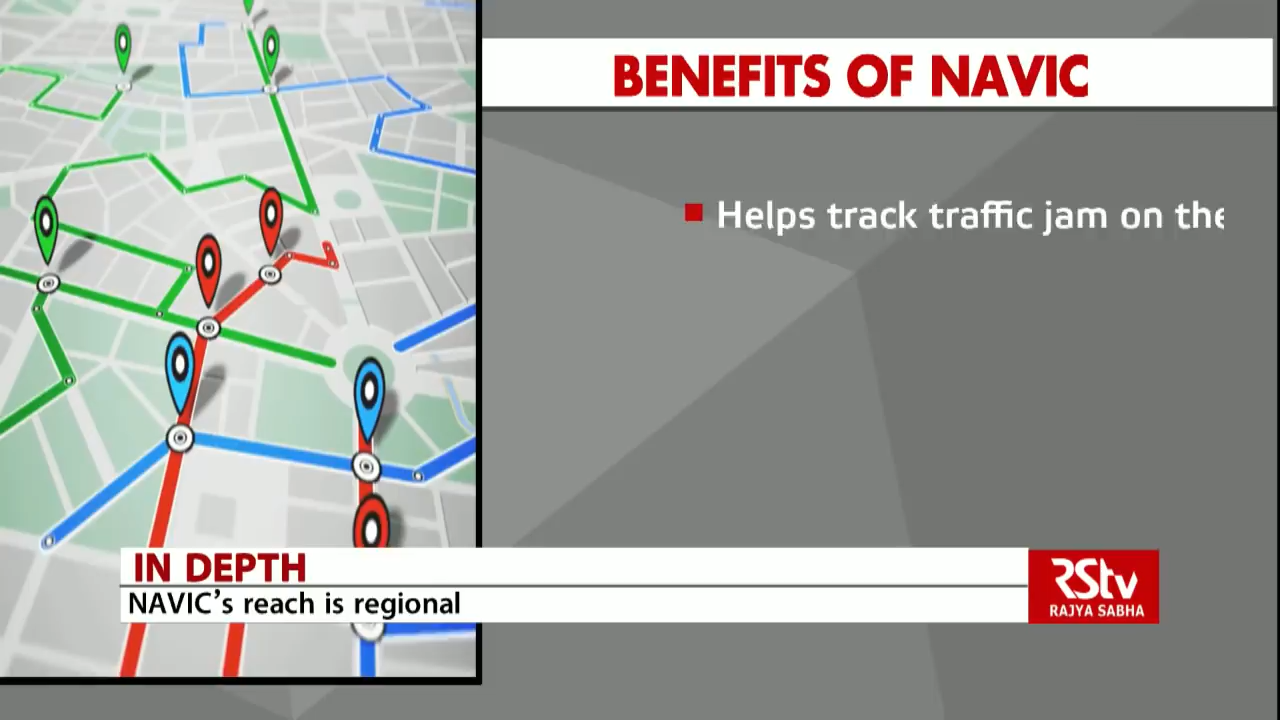 BENEFITS OF NAVIC
Helps track traffic jam on the
IN DEPTH
NAVIC's reach is regional
RStv
RAJYA SABHA